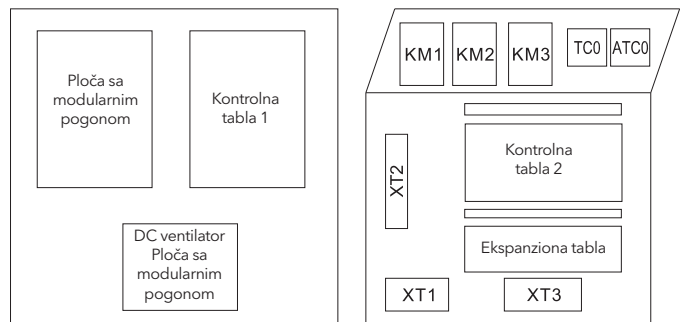 Ploča sa
modularnim
pogonom
Kontrolna
tabla 1
DC ventilator
Ploča sa
modularnim
pogonom
KM1
KM2
KM3
TC0
ATC0
XT2
Kontrolna
tabla 2
Ekspanziona tabla
XT1
XT3